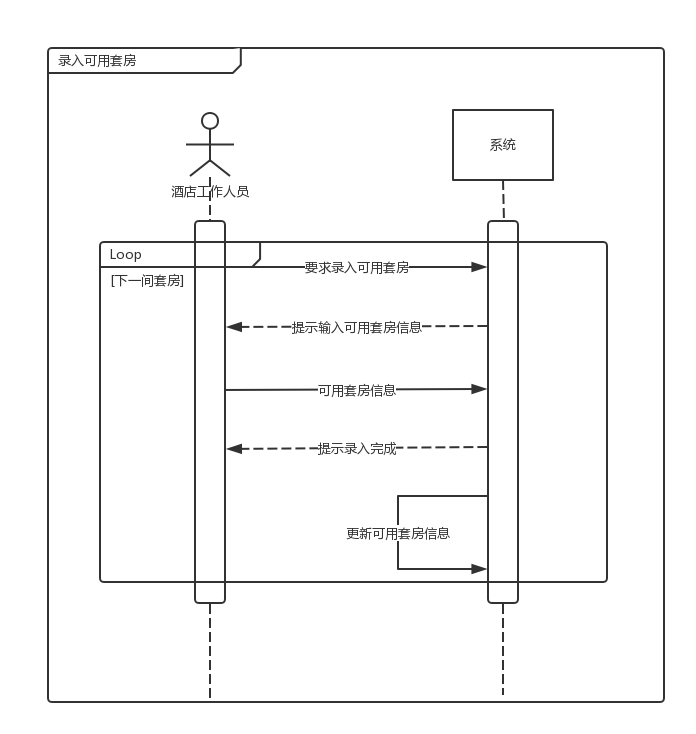 录入可用套房
系统
酒店工作人员
Loop
要求录入可用套房
[下一间套房]
提示输入可用套房信息
可用套房信息
提示录入完成
更新可用套房信息